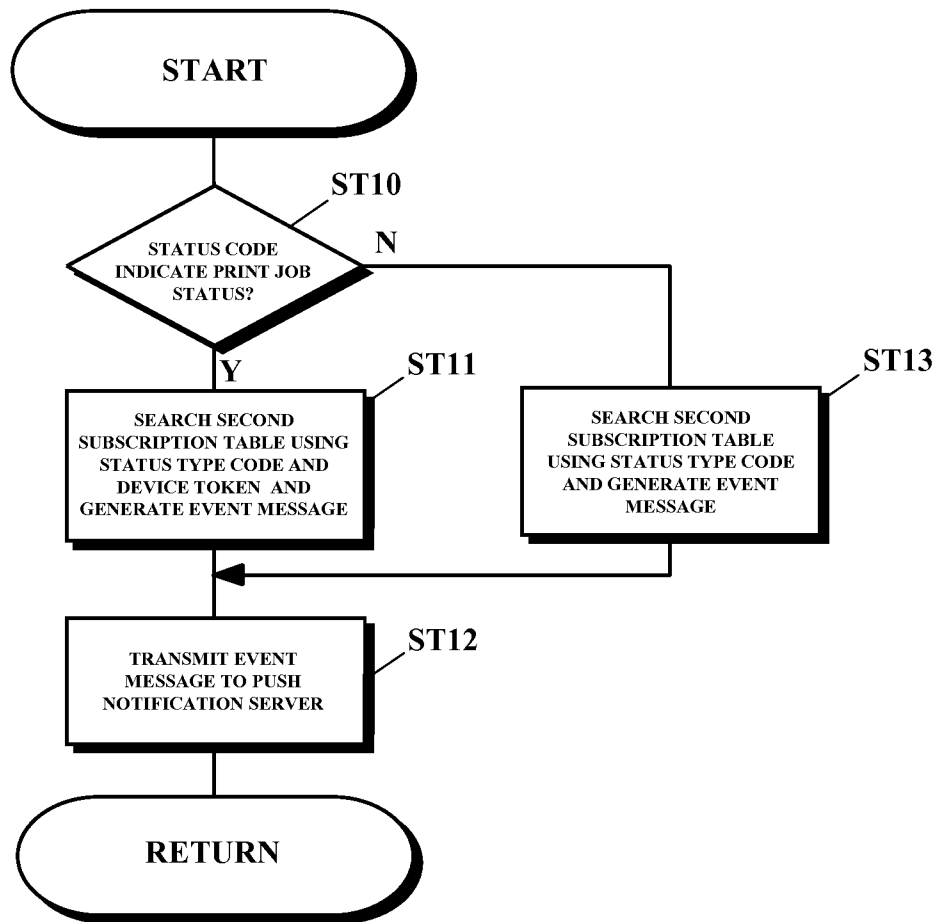 START
ST10
STATUS CODE
INDICATE PRINT JOB
STATUS?
N
Y
ST11
SEARCH SECOND
SUBSCRIPTION TABLE USING
STATUS TYPE CODE AND
DEVICE TOKEN AND
GENERATE EVENT MESSAGE
ST13
SEARCH SECOND
SUBSCRIPTION TABLE
USING STATUS TYPE CODE
AND GENERATE EVENT
MESSAGE
ST12
TRANSMIT EVENT
MESSAGE TO PUSH
NOTIFICATION SERVER
RETURN